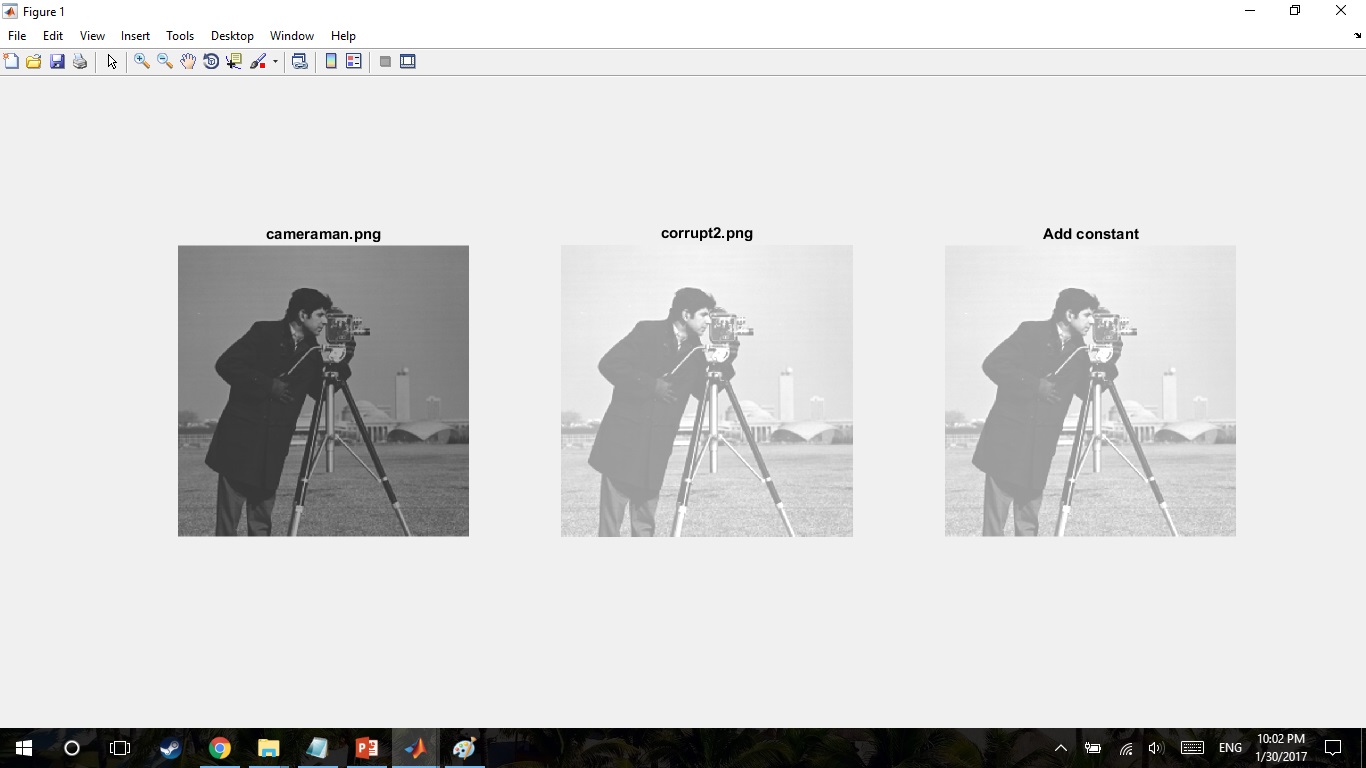 Figure 1
File Edit View Insert Tools Desktop Window Help
cameraman.png corrupt2.png Add constant
ENG 10:02 PM
1/30/2017